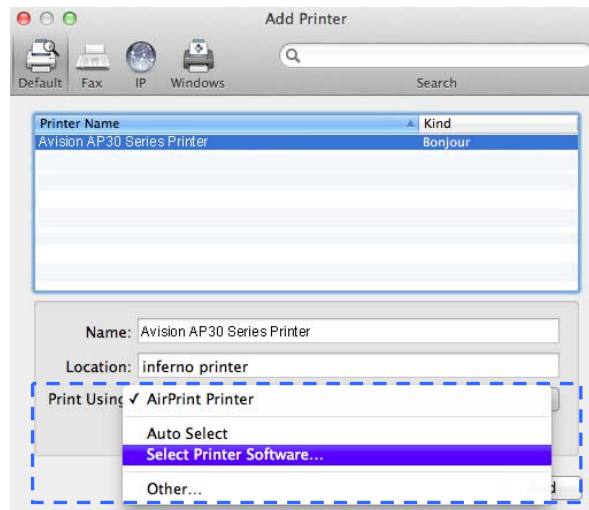 Add Printer
Default Fax IP Windows Search
Printer Name Kind
Avision AP30 Series Printer Bonjour
Name: Avision AP30 Series Printer
Location: inferno printer
Print Using ✓ AirPrint Printer
Auto Select
Select Printer Software...
Other...